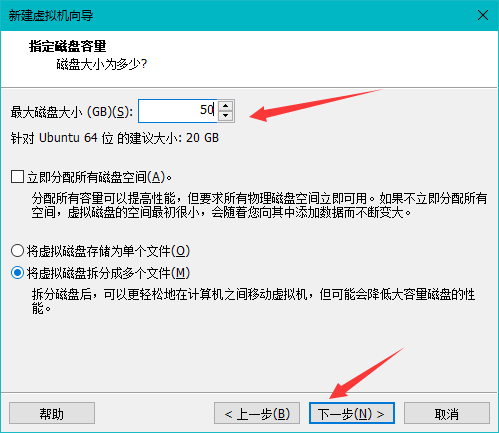 新建虚拟机向导
指定磁盘容量
磁盘大小为多少?
最大磁盘大小 (GB)(S): 50
针对 Ubuntu 64 位 的建议大小: 20 GB
立即分配所有磁盘空间(A)。
分配所有容量可以提高性能，但要求所有物理磁盘空间立即可用。如果不立即分配所有
空间，虚拟磁盘的空间最初很小，会随着您向其中添加数据而不断变大。
将虚拟磁盘存储为单个文件(O)
将虚拟磁盘拆分成多个文件(M)
拆分磁盘后，可以更轻松地在计算机之间移动虚拟机，但可能会降低大容量磁盘的性
能。
帮助 < 上一步(B) 下一步(N) > 取消